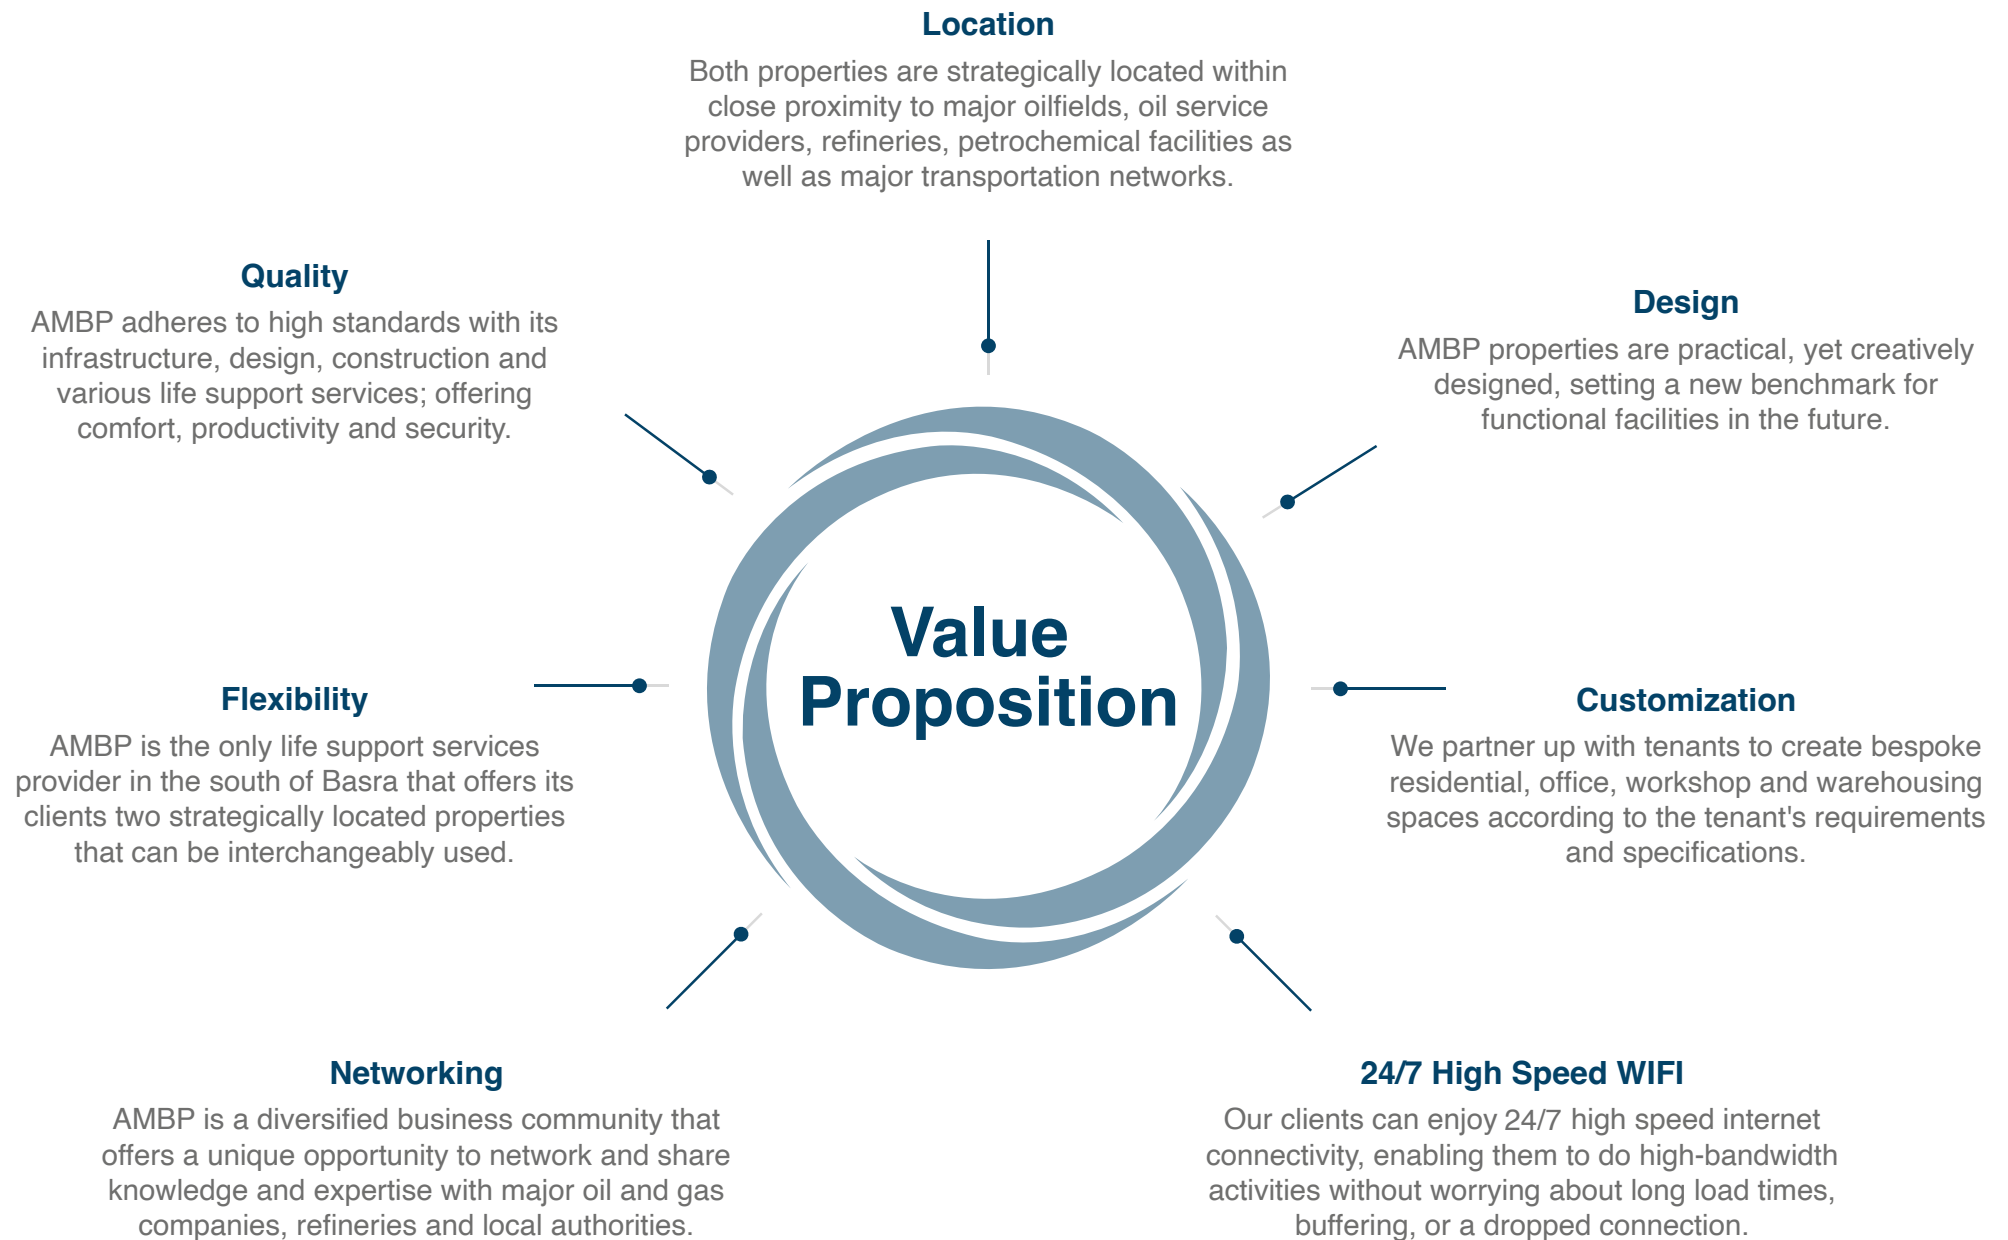 Location
Both properties are strategically located within
close proximity to major oilfields, oil service
providers, refineries, petrochemical facilities as
well as major transportation networks.
Quality
AMBP adheres to high standards with its
infrastructure, design, construction and
various life support services; offering
comfort, productivity and security.
Design
AMBP properties are practical, yet creatively
designed, setting a new benchmark for
functional facilities in the future.
Value
Proposition
Flexibility
AMBP is the only life support services
provider in the south of Basra that offers its
clients two strategically located properties
that can be interchangeably used.
Customization
We partner up with tenants to create bespoke
residential, office, workshop and warehousing
spaces according to the tenant's requirements
and specifications.
Networking
AMBP is a diversified business community that
offers a unique opportunity to network and share
knowledge and expertise with major oil and gas
companies, refineries and local authorities.
24/7 High Speed WIFI
Our clients can enjoy 24/7 high speed internet
connectivity, enabling them to do high-bandwidth
activities without worrying about long load times,
buffering, or a dropped connection.